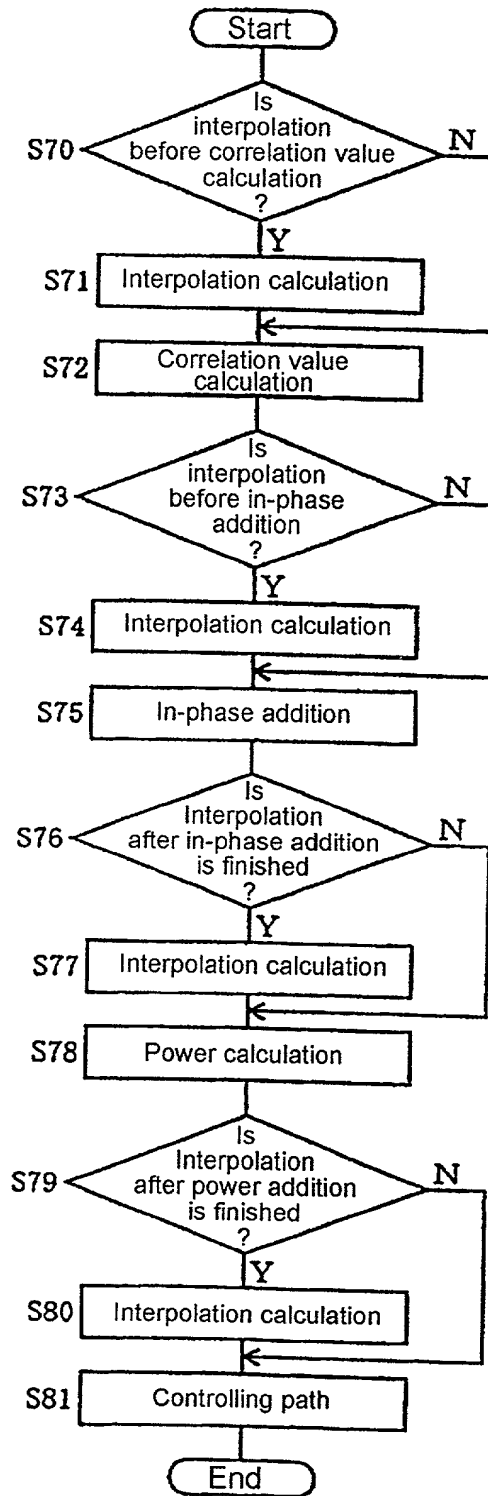 Start
Is
interpolation
before correlation value
calculation
?
S70
N
Y
S71
Interpolation calculation
S72
Correlation value
calculation
Is
interpolation
before in-phase
addition
?
S73
N
Y
S74
Interpolation calculation
S75
In-phase addition
Is
Interpolation
after in-phase addition
is finished
?
S76
N
Y
S77
Interpolation calculation
S78
Power calculation
Is
Interpolation
after power addition
is finished
?
S79
N
Y
S80
Interpolation calculation
S81
Controlling path
End